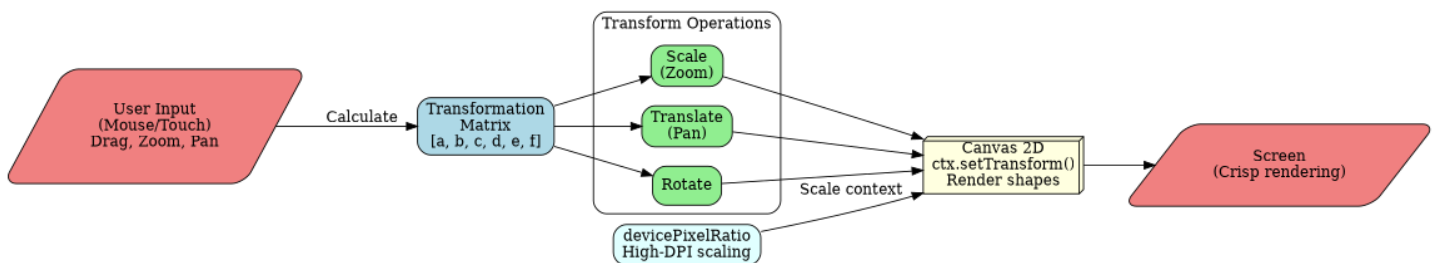 User Input
(Mouse/Touch)
Drag, Zoom, Pan
Calculate
Transformation
Matrix
[a, b, c, d, e, f]
Transform Operations
Scale
(Zoom)
Translate
(Pan)
Rotate
devicePixelRatio
High-DPI scaling
Scale context
Canvas 2D
ctx.setTransform()
Render shapes
Screen
(Crisp rendering)